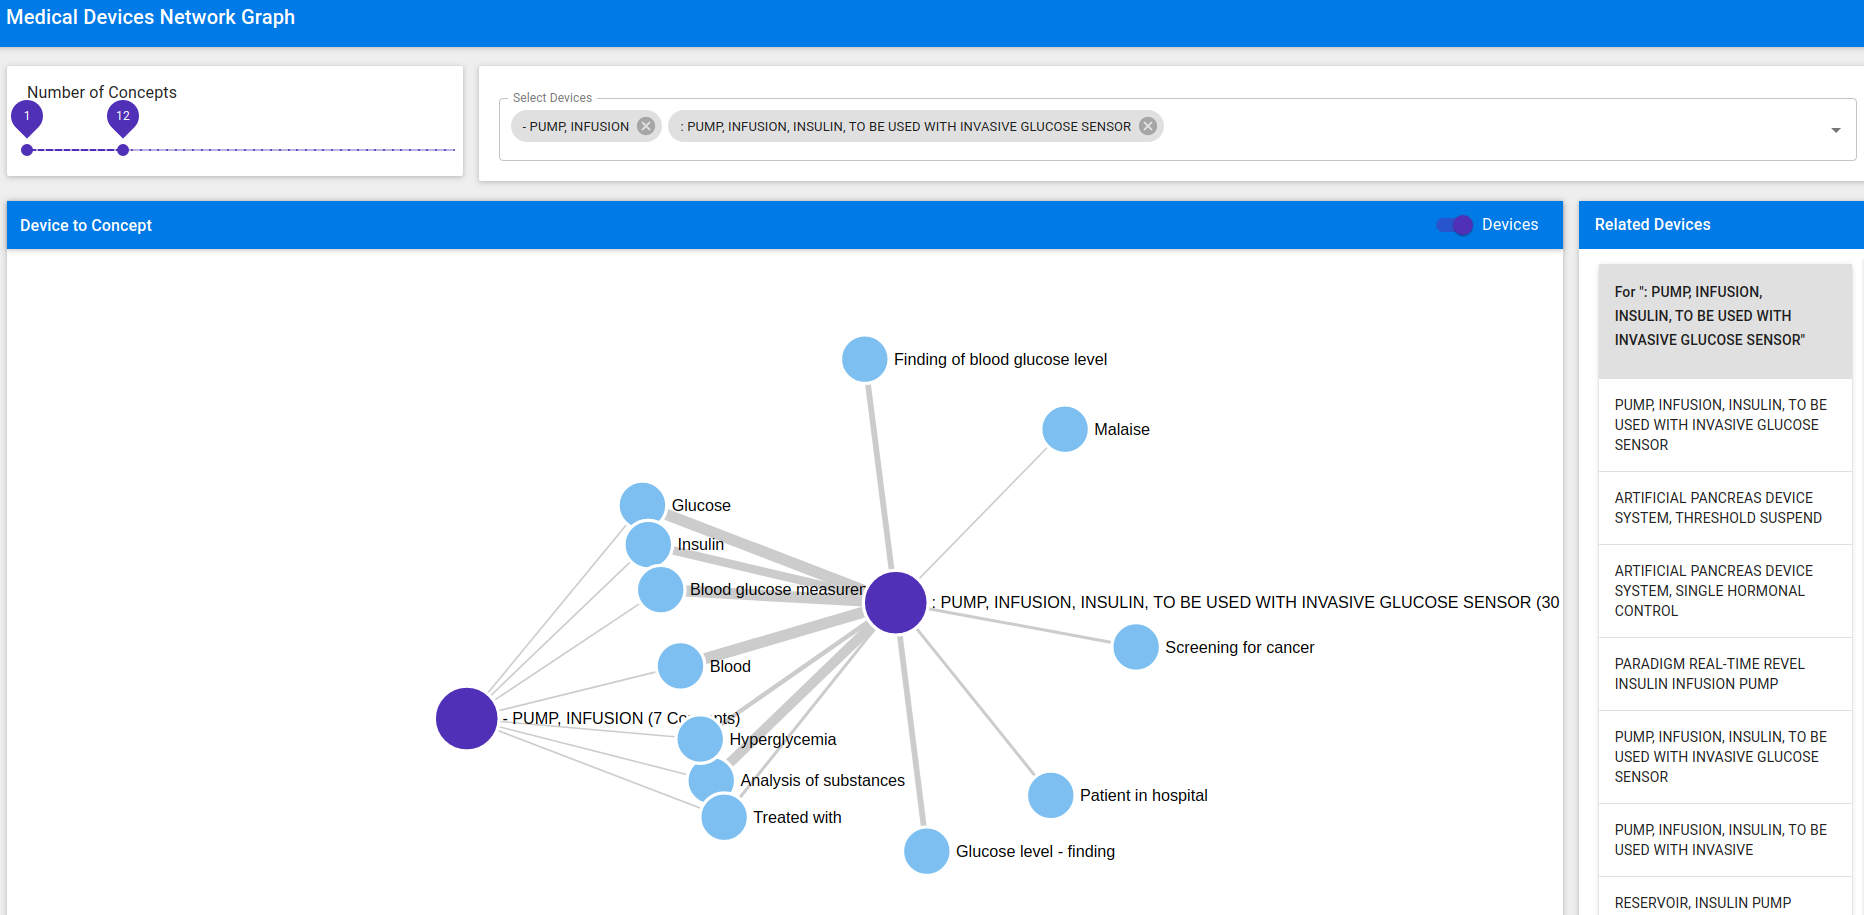 Medical Devices Network Graph
Number of Concepts
1
12
Select Devices
- PUMP, INFUSION
: PUMP, INFUSION, INSULIN, TO BE USED WITH INVASIVE GLUCOSE SENSOR
Device to Concept
Devices
Related Devices
Finding of blood glucose level
Malaise
Glucose
Insulin
Blood glucose measuren
: PUMP, INFUSION, INSULIN, TO BE USED WITH INVASIVE GLUCOSE SENSOR (30
Screening for cancer
Blood
- PUMP, INFUSION (7 Co pts)
Hyperglycemia
Analysis of substances
Treated with
Patient in hospital
Glucose level - finding
For ": PUMP, INFUSION,
INSULIN, TO BE USED WITH
INVASIVE GLUCOSE SENSOR"
PUMP, INFUSION, INSULIN, TO BE
USED WITH INVASIVE GLUCOSE
SENSOR
ARTIFICIAL PANCREAS DEVICE
SYSTEM, THRESHOLD SUSPEND
ARTIFICIAL PANCREAS DEVICE
SYSTEM, SINGLE HORMONAL
CONTROL
PARADIGM REAL-TIME REVEL
INSULIN INFUSION PUMP
PUMP, INFUSION, INSULIN, TO BE
USED WITH INVASIVE GLUCOSE
SENSOR
PUMP, INFUSION, INSULIN, TO BE
USED WITH INVASIVE
RESERVOIR, INSULIN PUMP